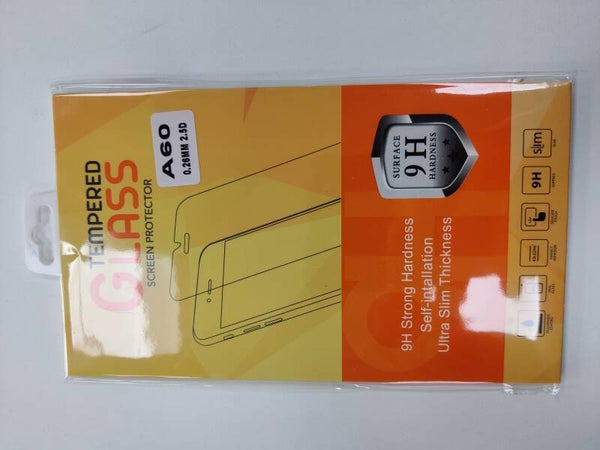 TEMPERED
GLASS
SCREEN PROTECTOR
A60
0.26MM 2.5D
SURFACE
9H
HARDNESS
9H Strong Hardness
Self-Intallation
Ultra Slim Thickness
slim
9H